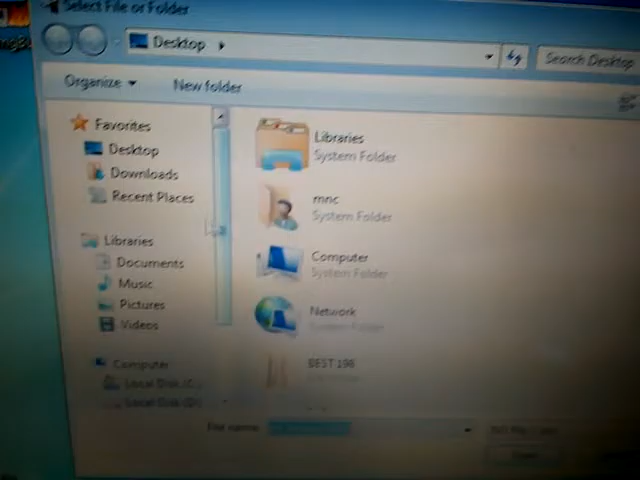 Select File or Folder
Desktop
Search Desktop
Organize
New folder
Favorites
Desktop
Downloads
Recent Places
Libraries
Documents
Music
Pictures
Videos
Computer
Local Disk (C...
Local Disk (D:)
Libraries
System Folder
mnc
System Folder
Computer
System Folder
Network
System Folder
BEST 198
File name: